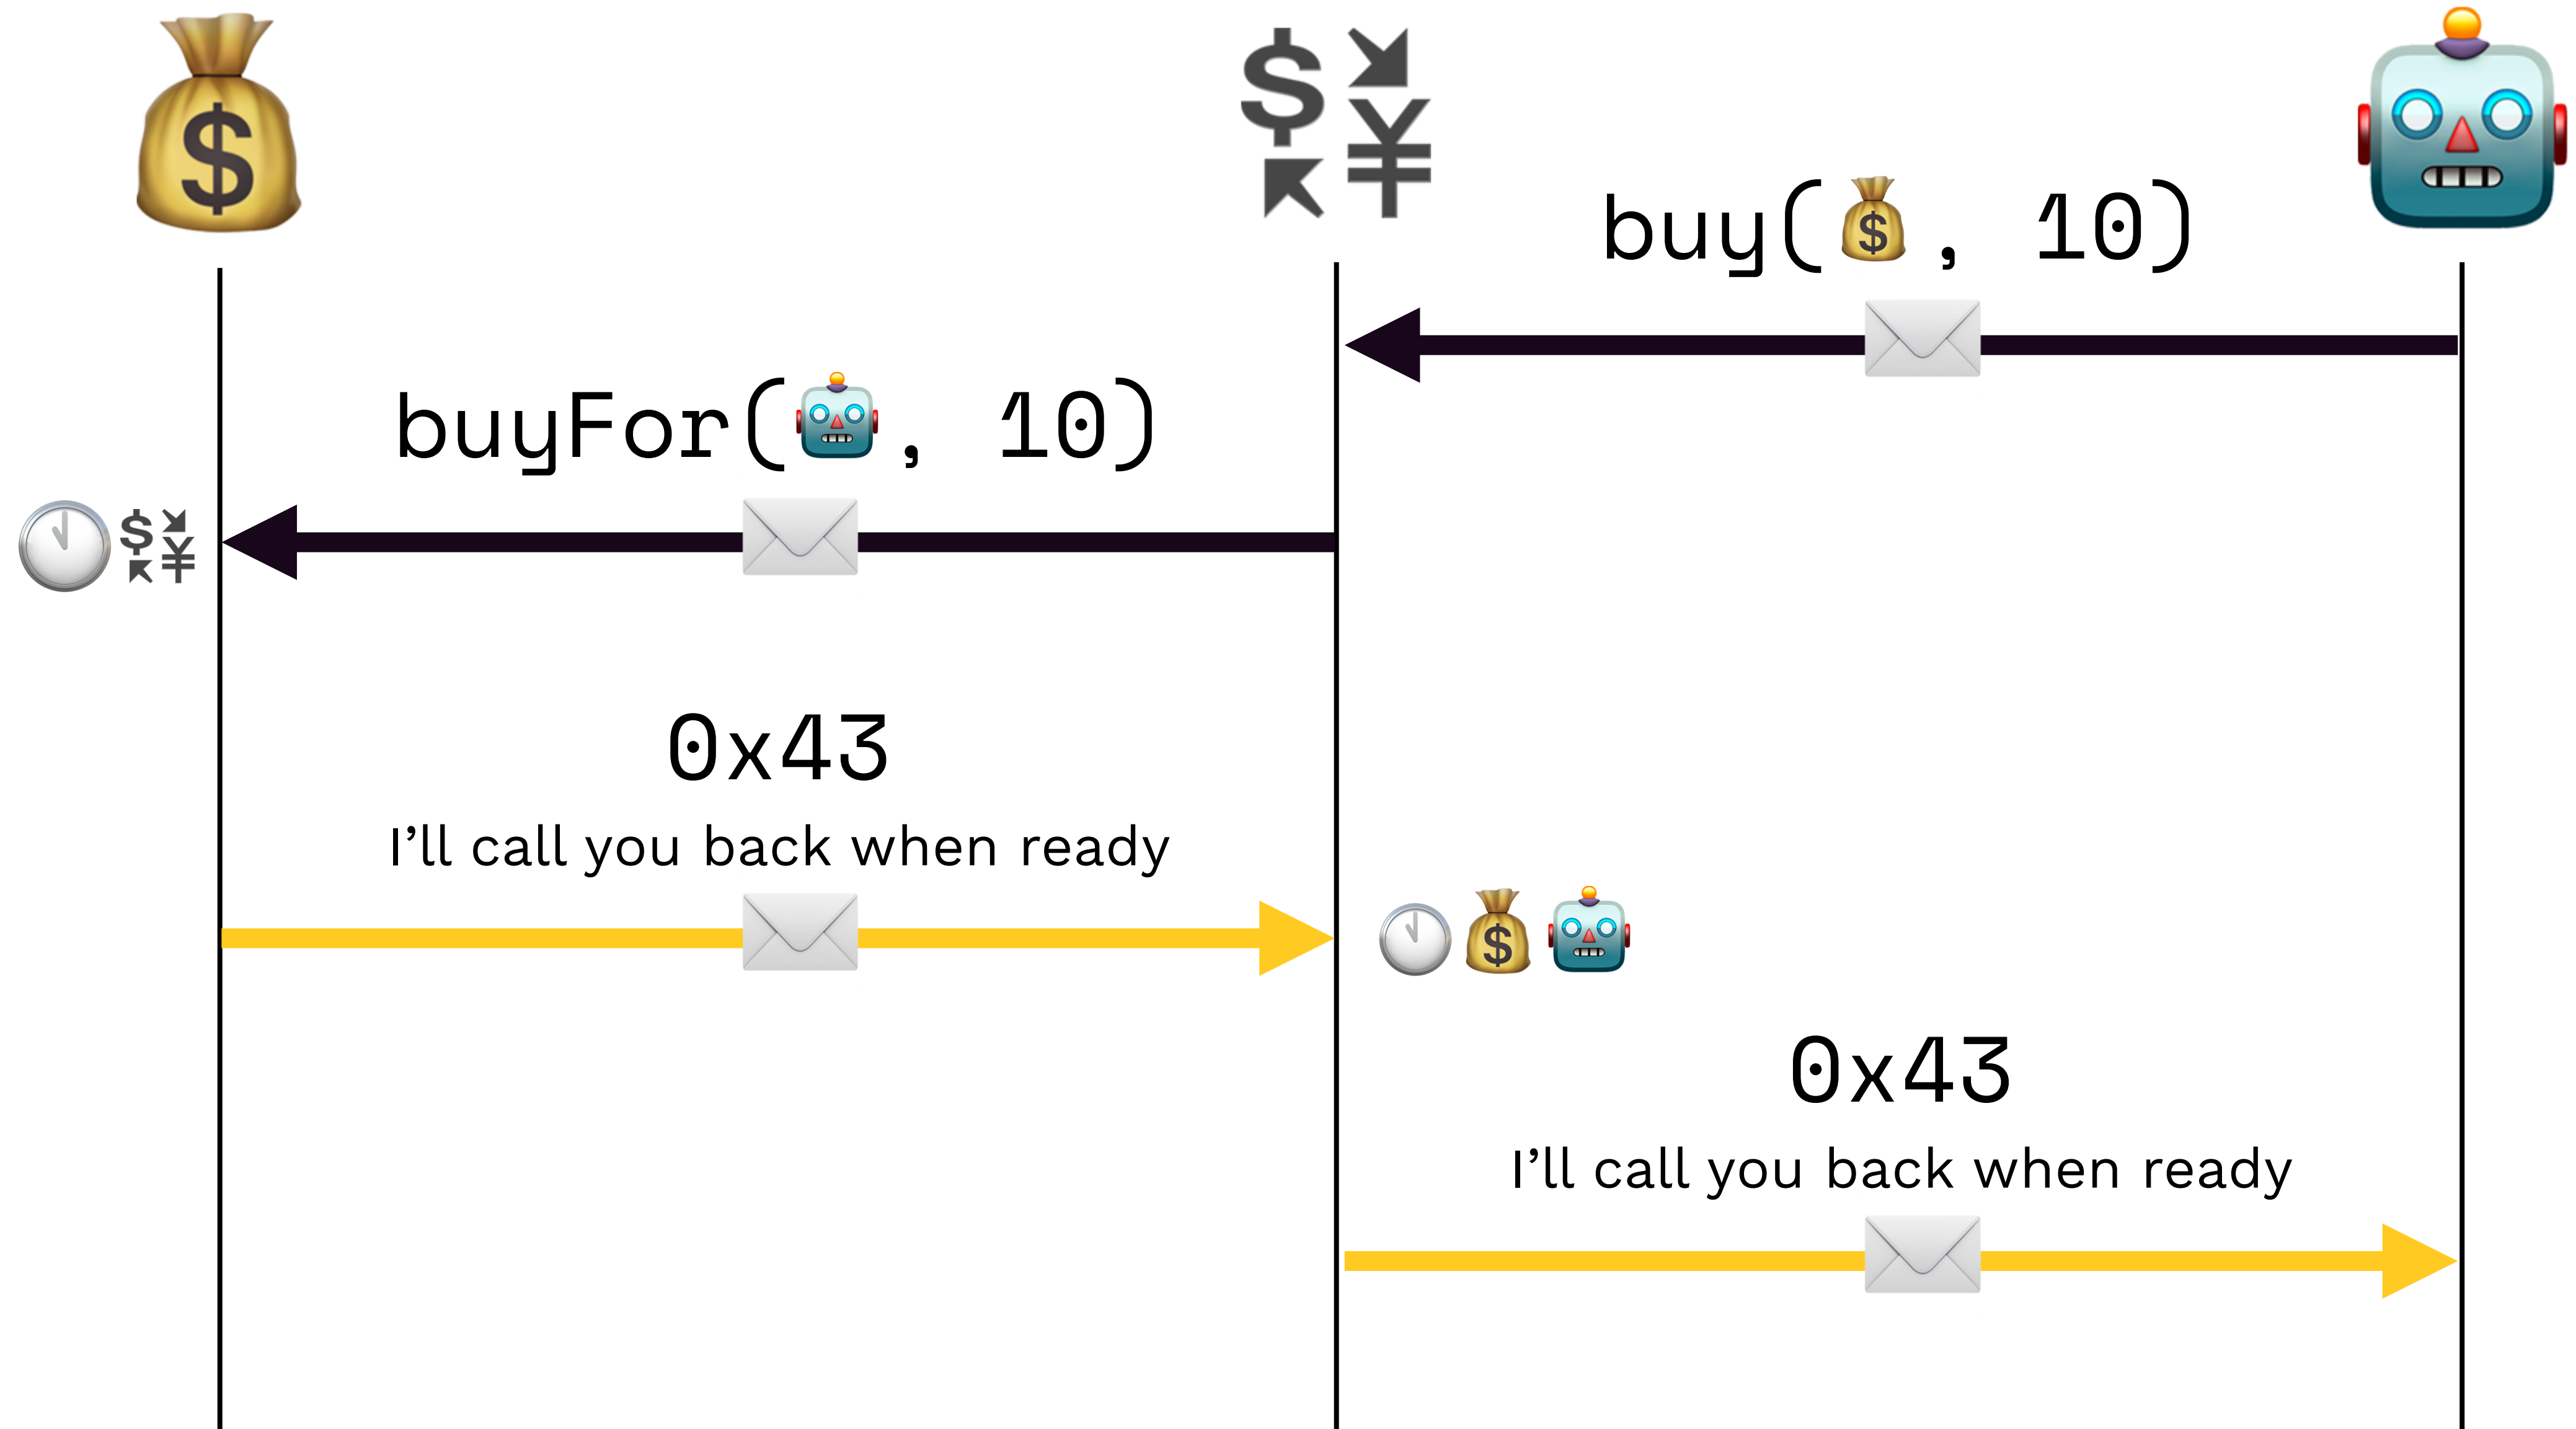 buy(💰, 10)
buyFor(🤖, 10)
0x43
I’ll call you back when ready
0x43
I’ll call you back when ready